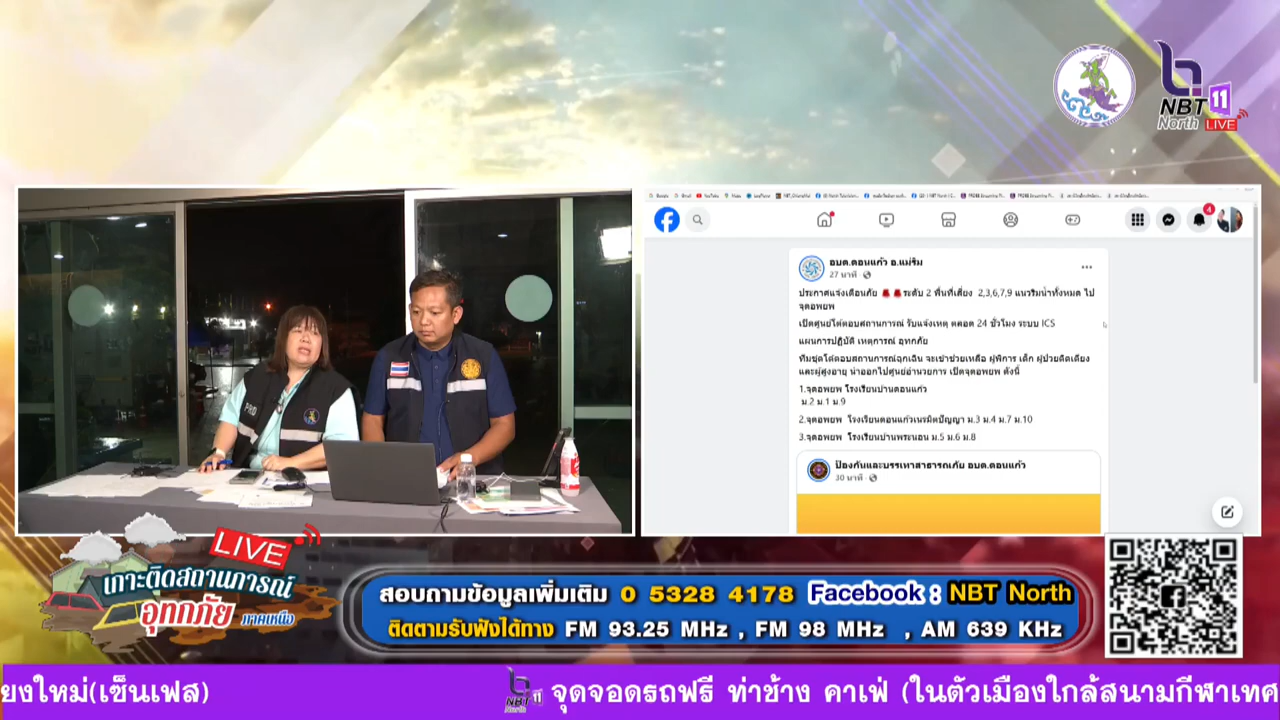 NBT 11
North LIVE
อบต.ดอนแก้ว อ.แม่ริม
27 นาที
4
ประกาศแจ้งเตือนภัย ระดับ 2 พื้นที่เสี่ยง 2,3,6,7,9 แนวริมน้ำทั้งหมด ไป
จุดอพยพ
เปิดศูนย์โต้ตอบสถานการณ์ รับแจ้งเหตุ ตลอด 24 ชั่วโมง ระบบ ICS
แผนการปฏิบัติ เหตุการณ์ อุทกภัย
ทีมชุดโต้ตอบสถานการณ์ฉุกเฉิน จะเข้าช่วยเหลือ ผู้พิการ เด็ก ผู้ป่วยติดเตียง
และผู้สูงอายุ นำออกไปศูนย์อำนวยการ เปิดจุดอพยพ ดังนี้
1.จุดอพยพ โรงเรียนบ้านดอนแก้ว
ม.2 ม.1 ม.9
2.จุดอพยพ โรงเรียนดอนแก้วเนรมิตปัญญา ม.3 ม.4 ม.7 ม.10
3.จุดอพยพ โรงเรียนบ้านพระนอน ม.5 ม.6 ม.8
ป้องกันและบรรเทาสาธารณภัย อบต.ดอนแก้ว
30 นาที
PRD
LIVE
เกาะติดสถานการณ์
อุทกภัย ภาคเหนือ
สอบถามข้อมูลเพิ่มเติม 0 5328 4178 Facebook : NBT North
ติดตามรับฟังได้ทาง FM 93.25 MHz , FM 98 MHz , AM 639 KHz
ยงใหม่(เซ็นเฟส) NBT 11 North จุดจอดรถฟรี ท่าช้าง คาเฟ่ (ในตัวเมืองใกล้สนามกีฬาเทศ